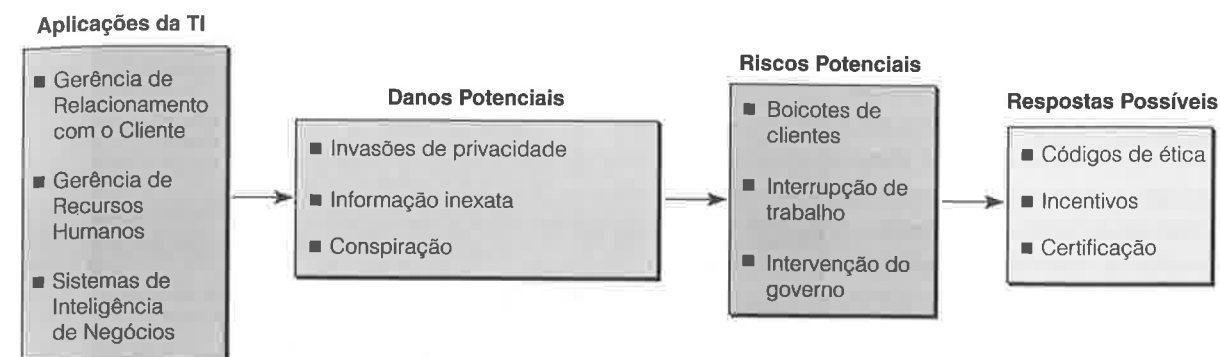 Aplicações da TI
■ Gerência de
Relacionamento
com o Cliente
■ Gerência de
Recursos
Humanos
■ Sistemas de
Inteligência
de Negócios
Danos Potenciais
■ Invasões de privacidade
■ Informação inexata
■ Conspiração
Riscos Potenciais
■ Boicotes de
clientes
■ Interrupção de
trabalho
■ Intervenção do
governo
Respostas Possíveis
■ Códigos de ética
■ Incentivos
■ Certificação